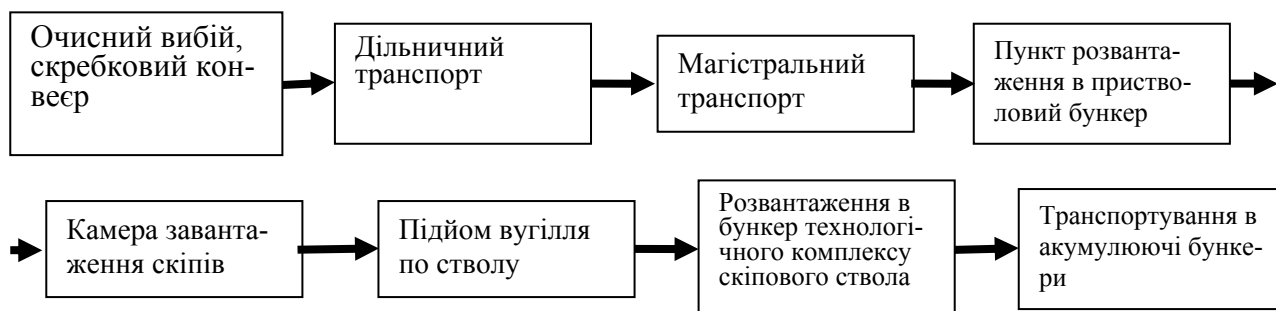 Очисний вибій,
скребковий кон-
веєр
Дільничний
транспорт
Магістральний
транспорт
Пункт розванта-
ження в приство-
ловий бункер
Камера заванта-
ження скіпів
Підйом вугілля
по стволу
Розвантаження в
бункер технологі-
чного комплексу
скіпового ствола
Транспортування в
акумулюючі бунке-
ри